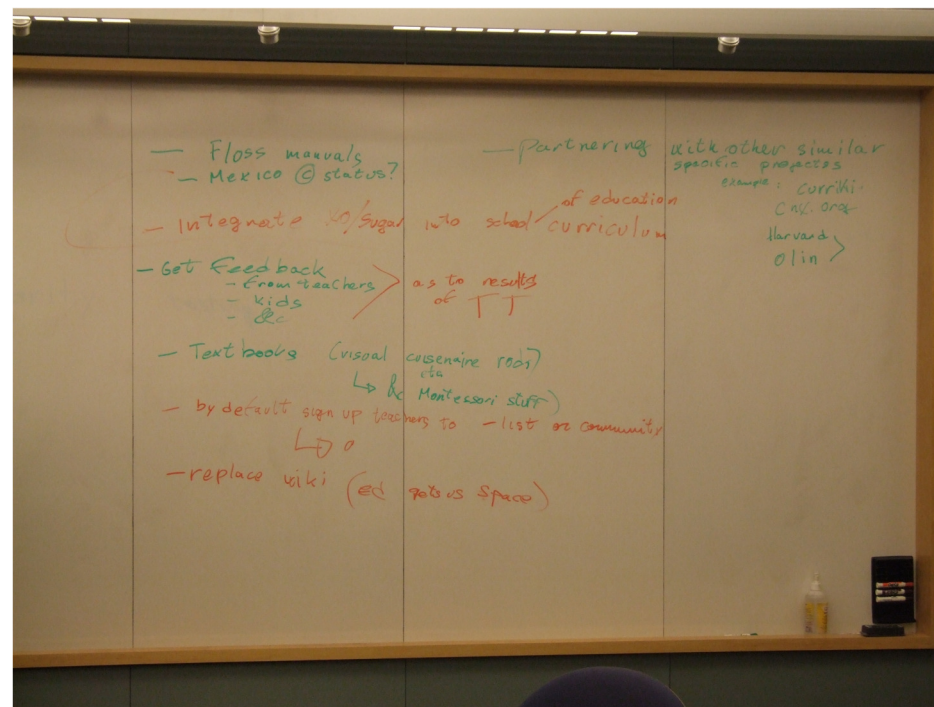 — Floss manuals
— Mexico © status?
— Integrate XO/Sugar into school of education curriculum
— Get feedback
- from teachers
- kids
- &c
as to results
of TT
— Textbooks (visual cuisenaire rods)
etc
↳ & Montessori stuff)
— by default sign up teachers to - list or community
↳
— replace wiki (ed gets us Space)
— Partnering with other similar
specific projects
example: curriki
cnx.org
Harvard
Olin